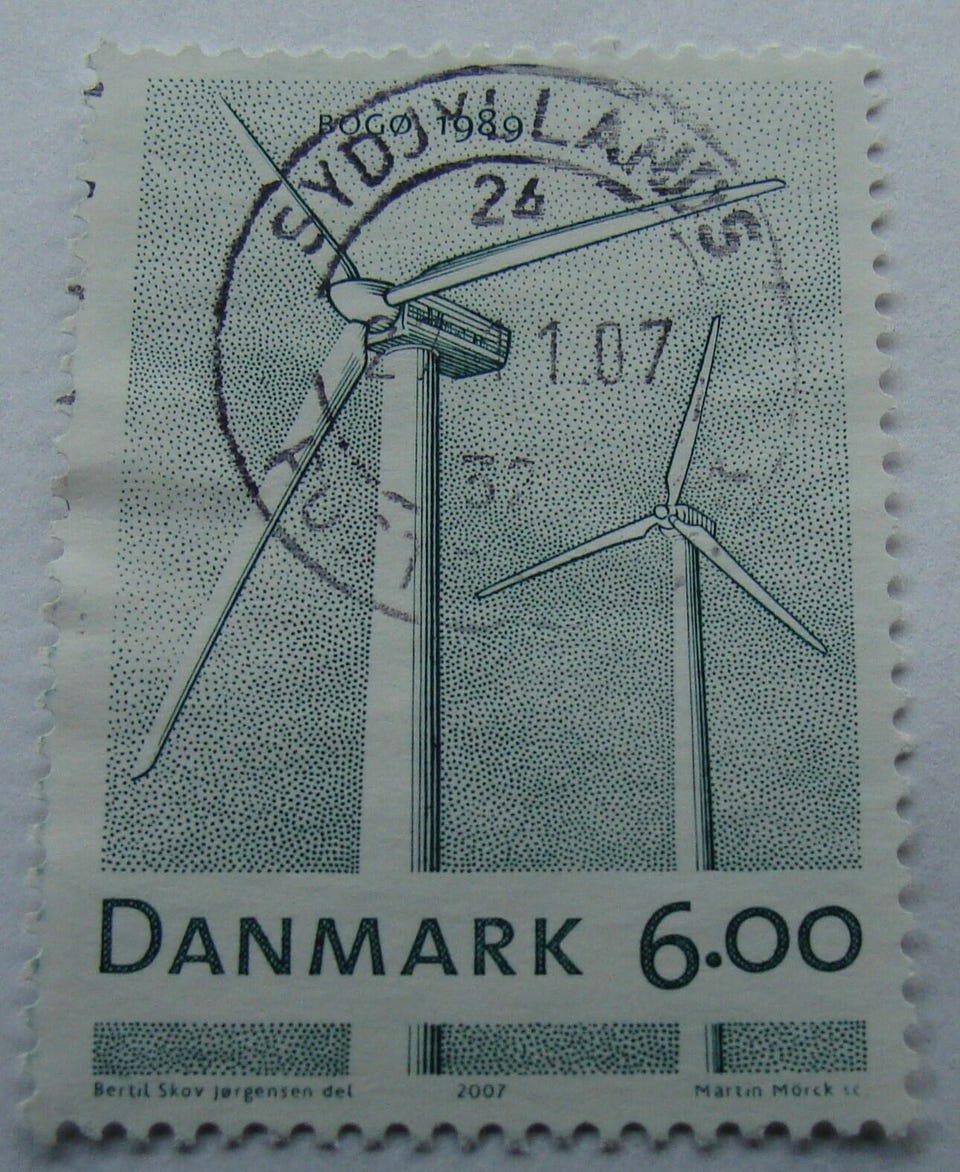 BOGØ 1989
SYDJYLLANDS
24
1.07
DANMARK 6.00
Bertil Skov Jørgensen del 2007 Martin Mörck sc.